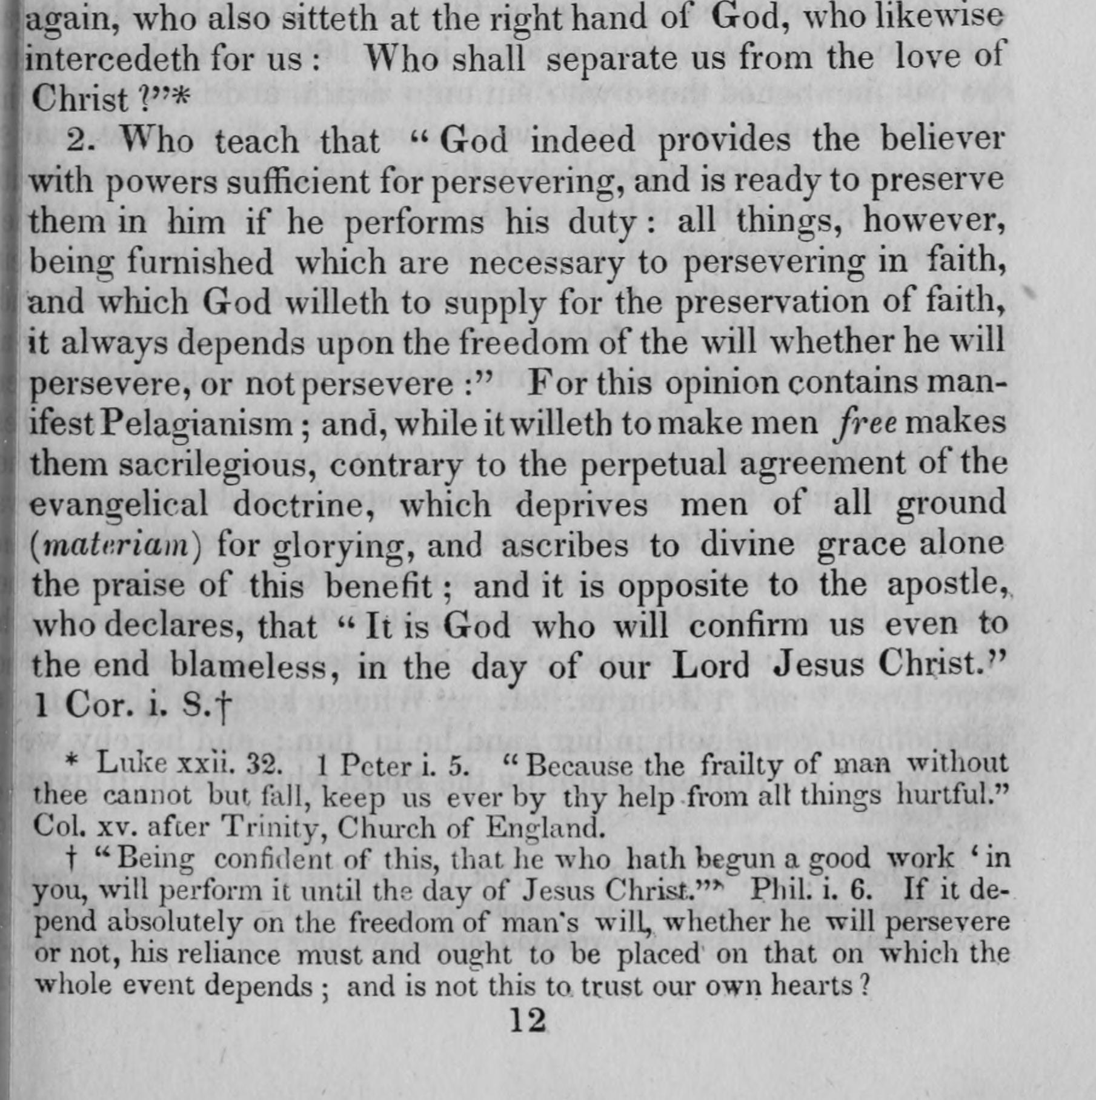 again, who also sitteth at the right hand of God, who likewise
intercedeth for us : Who shall separate us from the love of
Christ ?”*
2. Who teach that “ God indeed provides the believer
with powers sufficient for persevering, and is ready to preserve
them in him if he performs his duty : all things, however,
being furnished which are necessary to persevering in faith,
and which God willeth to supply for the preservation of faith,
it always depends upon the freedom of the will whether he will
persevere, or not persevere :” For this opinion contains man-
ifest Pelagianism ; and, while it willeth to make men free makes
them sacrilegious, contrary to the perpetual agreement of the
evangelical doctrine, which deprives men of all ground
(materiam) for glorying, and ascribes to divine grace alone
the praise of this benefit ; and it is opposite to the apostle,
who declares, that “ It is God who will confirm us even to
the end blameless, in the day of our Lord Jesus Christ.”
1 Cor. i. S.†
* Luke xxii. 32. 1 Peter i. 5. “ Because the frailty of man without
thee cannot but fall, keep us ever by thy help from all things hurtful.”
Col. xv. after Trinity, Church of England.
† “ Being confident of this, that he who hath begun a good work ‘ in
you, will perform it until the day of Jesus Christ.”’ Phil. i. 6. If it de-
pend absolutely on the freedom of man's will, whether he will persevere
or not, his reliance must and ought to be placed on that on which the
whole event depends ; and is not this to trust our own hearts ?
12